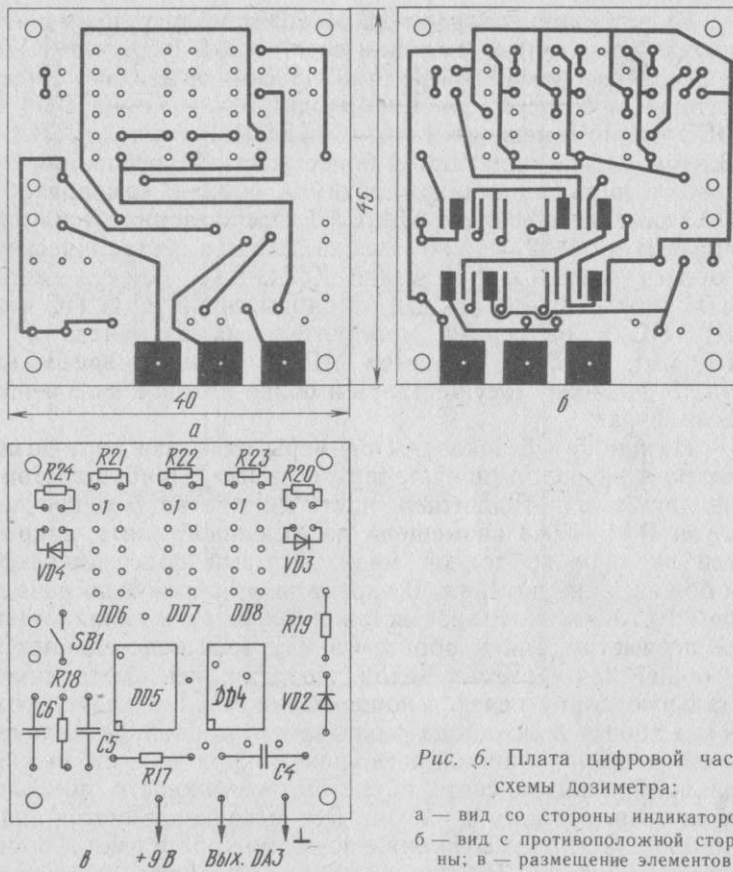 45
40
а
б
R24
R21
R22
R23
R20
1
1
VD4
VD3
DD6
DD7
DD8
SB1
R19
R18
DD5
DD4
C6
C5
VD2
R17
C4
в
+9 В
Вых. DA3
⊥
Рис. 6. Плата цифровой час
схемы дозиметра:
а — вид со стороны индикаторо
б — вид с противоположной стор
ны; в — размещение элементов